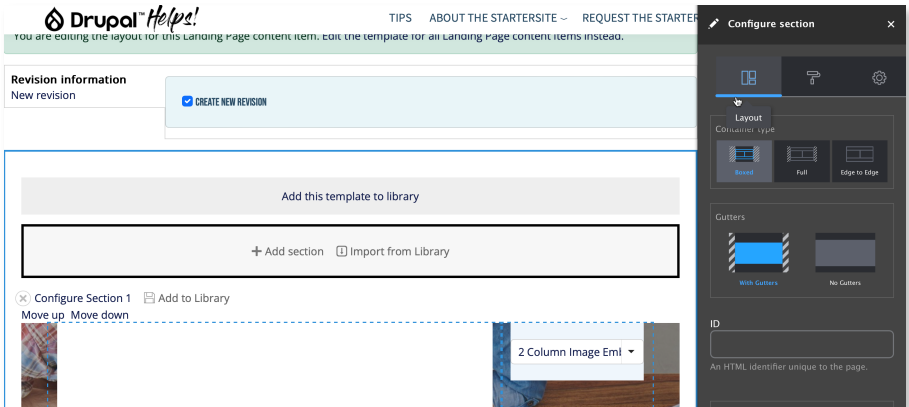 Drupal™ Helps!
TIPS ABOUT THE STARTERSITE REQUEST THE STARTER
You are editing the layout for this Landing Page content item. Edit the template for all Landing Page content items instead.
Revision information
New revision
CREATE NEW REVISION
Add this template to library
+ Add section Import from Library
Configure Section 1 Add to Library
Move up Move down
2 Column Image Eml
Configure section ×
Layout
Container type
Boxed Full Edge to Edge
Gutters
With Gutters No Gutters
ID
An HTML identifier unique to the page.